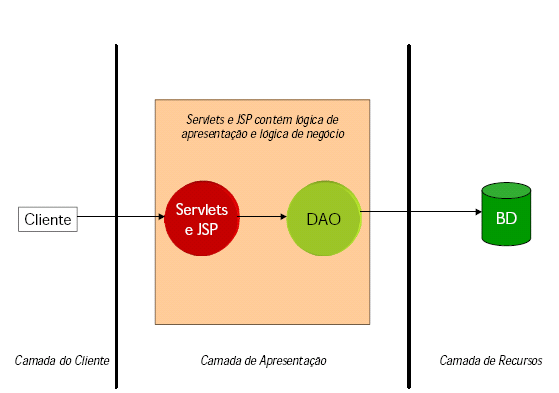 Servlets e JSP contém lógica de
apresentação e lógica de negócio
Cliente
Servlets
e JSP
DAO
BD
Camada do Cliente
Camada de Apresentação
Camada de Recursos